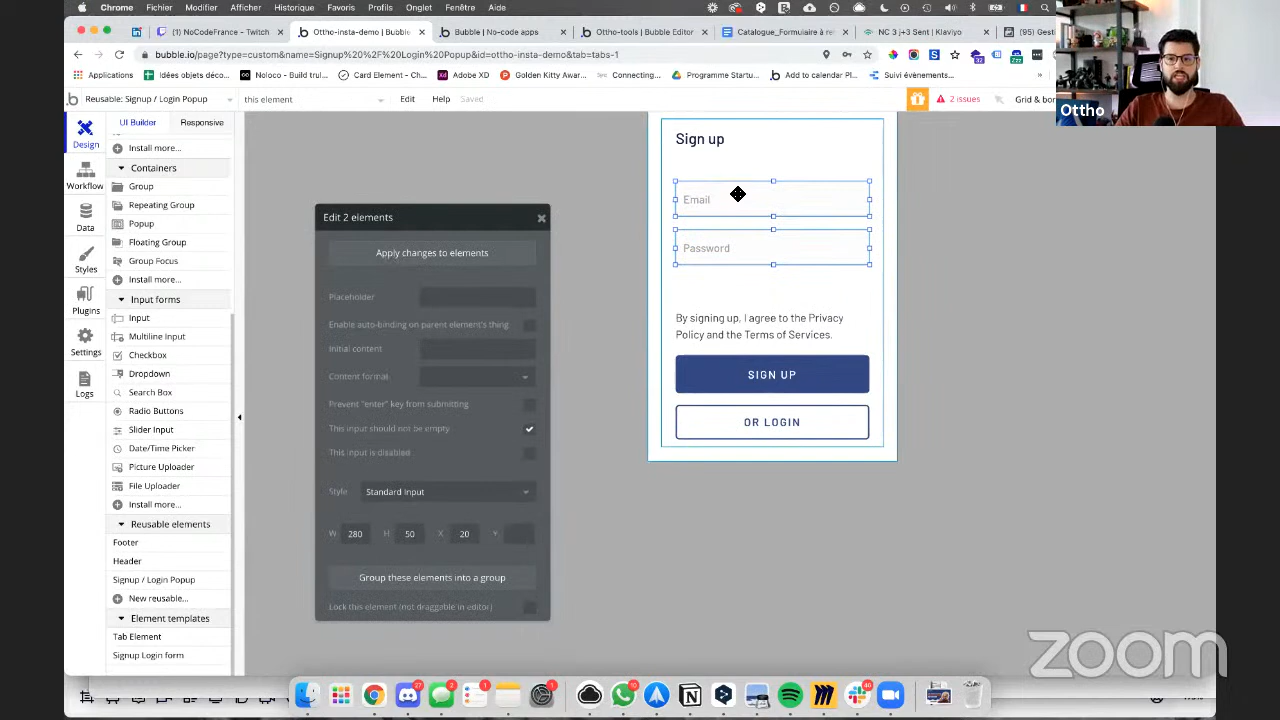 Chrome Fichier Modifier Afficher Historique Favoris Profils Onglet Fenêtre Aide
(1) NoCodeFrance - Twitch
Ottho-insta-demo | Bubble
Bubble | No-code apps
Ottho-tools | Bubble Editor
Catalogue_Formulaire à re
NC 3 |+3 Sént | Klaviyo
(95) Gest
bubble.io/page?type=custom&name=Signup%20%2F%20Login%20Popup&id=ottho-insta-demo&tab=tabs-1
Bookmarks
Idées objets déco...
Noloco - Build trul...
Card Element - Ch...
Adobe XD
Golden Kitty Awar...
Connecting...
Programme Startu...
Add to calendar Pl...
Suivi évènements...
»
Reusable: Signup / Login Popup
this element
Edit Help Saved
2 issues
Grid & bor
Ottho
UI Builder
Responsive
Design
Workflow
Data
Styles
Plugins
Settings
Logs
Install more...
Containers
Group
Repeating Group
Popup
Floating Group
Group Focus
Install more...
Input forms
Input
Multiline Input
Checkbox
Dropdown
Search Box
Radio Buttons
Slider Input
Date/Time Picker
Picture Uploader
File Uploader
Install more...
Reusable elements
Footer
Header
Signup / Login Popup
New reusable...
Element templates
Tab Element
Signup Login form
Edit 2 elements
Apply changes to elements
Placeholder
Enable auto-binding on parent element's thing
Initial content
Content format
Prevent "enter" key from submitting
This input should not be empty
This input is disabled
Style Standard Input
W 280 H 50 X 20 Y
Group these elements into a group
Lock this element (not draggable in editor)
Sign up
Email
Password
By signing up, I agree to the Privacy
Policy and the Terms of Services.
SIGN UP
OR LOGIN
zoom